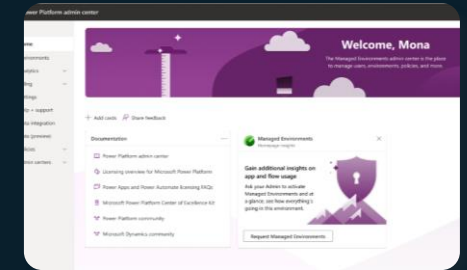 ower Platform admin center
Welcome, Mona
The Managed Environments admin center is the place
to manage users, environments, policies, and more.
+ Add cards
Share feedback
Documentation
Power Platform admin center
Licensing overview for Microsoft Power Platform
Power Apps and Power Automate licensing FAQs
Microsoft Power Platform Center of Excellence Kit
Power Platform community
Microsoft Dynamics community
Managed Environments
Gain additional insights on
app and flow usage
Ask your Admin to activate
Managed Environments and at
a glance, see how everything's
going in this environment.
Request Managed Environments